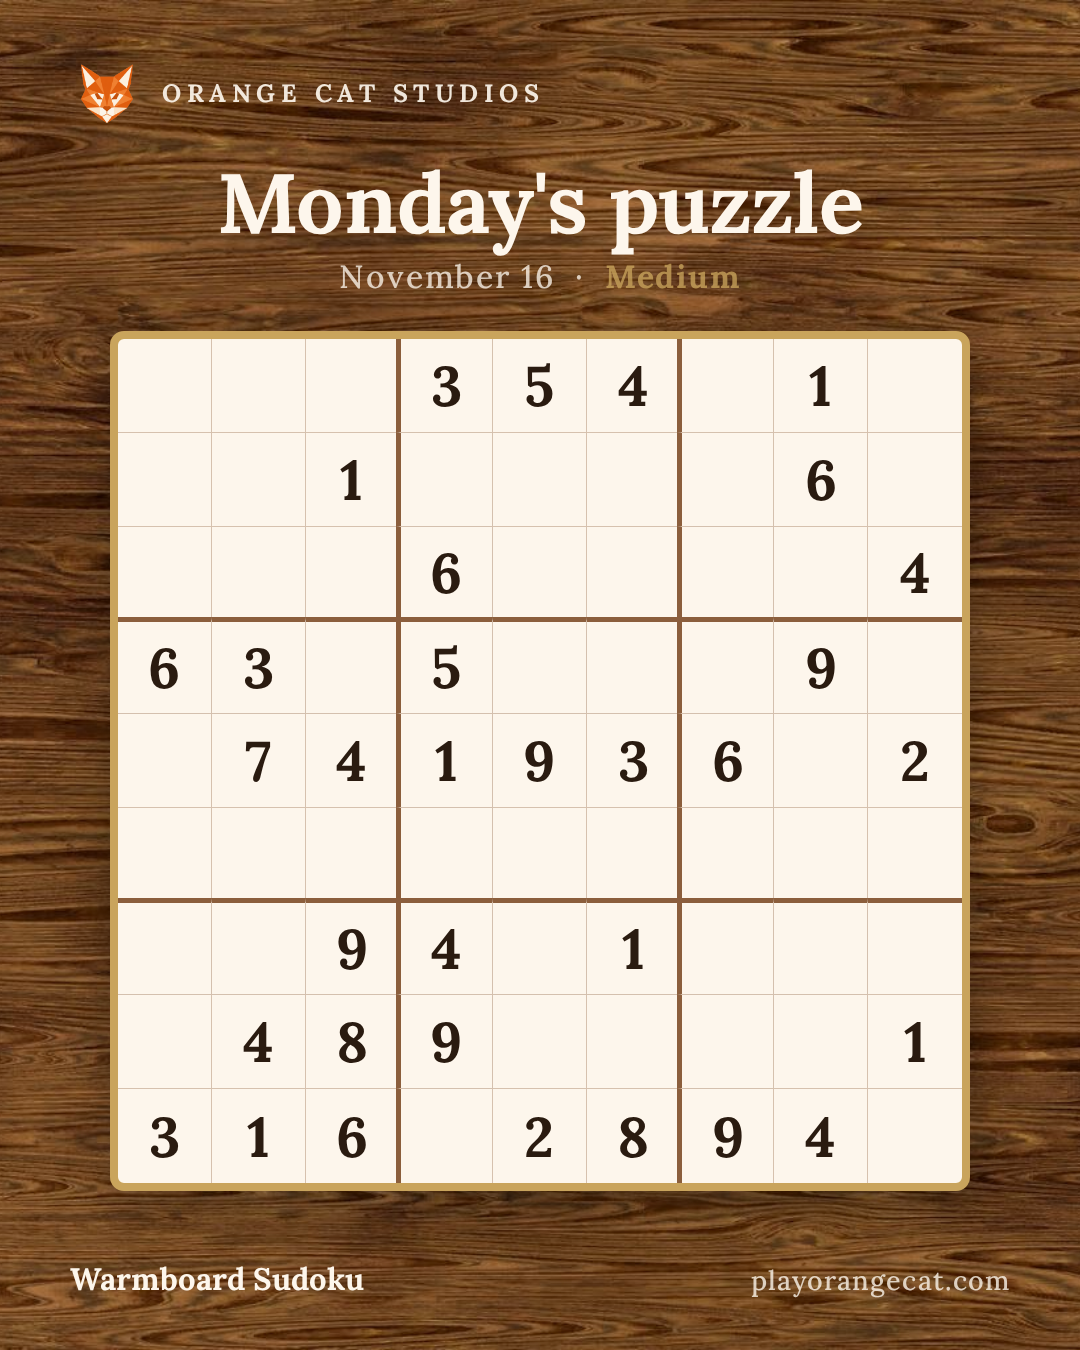 ORANGE CAT STUDIOS
Monday's puzzle
November 16 · Medium
3 5 4 1
1 6
6 4
6 3 5 9
7 4 1 9 3 6 2
9 4 1
4 8 9 1
3 1 6 2 8 9 4
Warmboard Sudoku
playorangecat.com